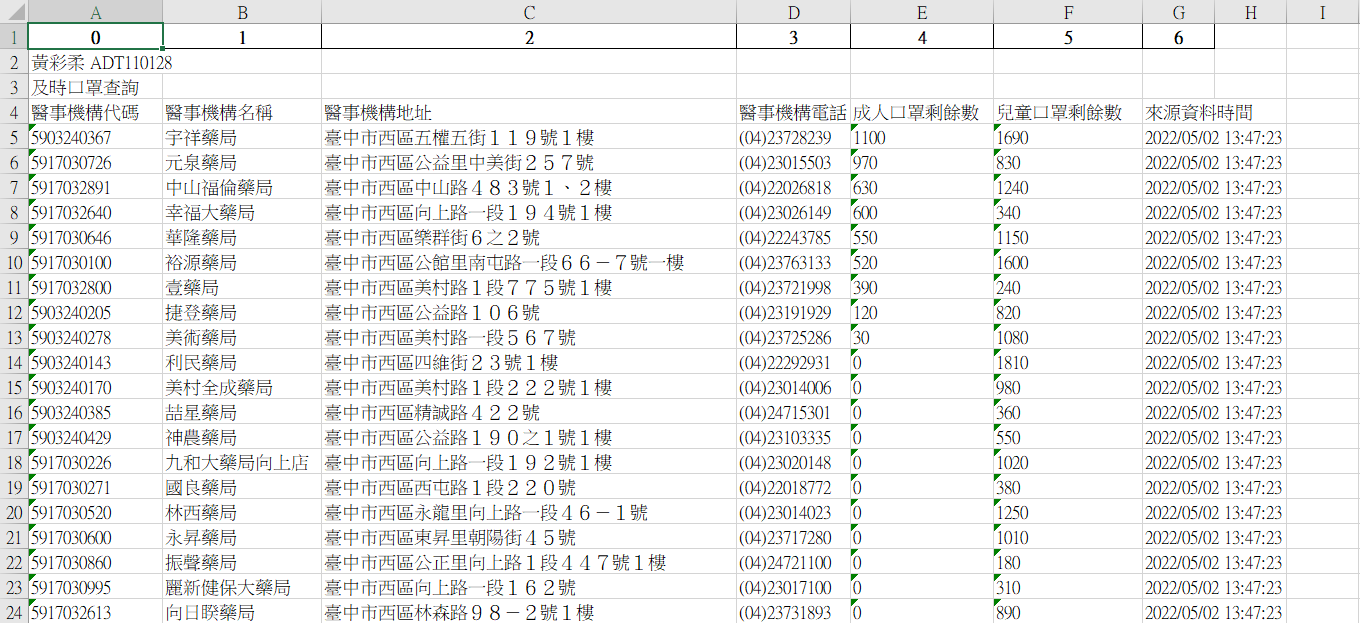 A B C D E F G H I
1 0 1 2 3 4 5 6
2 黃彩柔 ADT110128
3 及時口罩查詢
4 醫事機構代碼 醫事機構名稱 醫事機構地址 醫事機構電話 成人口罩剩餘數 兒童口罩剩餘數 來源資料時間
5 5903240367 宇祥藥局 臺中市西區五權五街１１９號１樓 (04)23728239 1100 1690 2022/05/02 13:47:23
6 5917030726 元泉藥局 臺中市西區公益里中美街２５７號 (04)23015503 970 830 2022/05/02 13:47:23
7 5917032891 中山福倫藥局 臺中市西區中山路４８３號１、２樓 (04)22026818 630 1240 2022/05/02 13:47:23
8 5917032640 幸福大藥局 臺中市西區向上路一段１９４號１樓 (04)23026149 600 340 2022/05/02 13:47:23
9 5917030646 華隆藥局 臺中市西區樂群街６之２號 (04)22243785 550 1150 2022/05/02 13:47:23
10 5917030100 裕源藥局 臺中市西區公館里南屯路一段６６－７號一樓 (04)23763133 520 1600 2022/05/02 13:47:23
11 5917032800 壹藥局 臺中市西區美村路１段７７５號１樓 (04)23721998 390 240 2022/05/02 13:47:23
12 5903240205 捷登藥局 臺中市西區公益路１０６號 (04)23191929 120 820 2022/05/02 13:47:23
13 5903240278 美術藥局 臺中市西區美村路一段５６７號 (04)23725286 30 1080 2022/05/02 13:47:23
14 5903240143 利民藥局 臺中市西區四維街２３號１樓 (04)22292931 0 1810 2022/05/02 13:47:23
15 5903240170 美村全成藥局 臺中市西區美村路１段２２２號１樓 (04)23014006 0 980 2022/05/02 13:47:23
16 5903240385 喆星藥局 臺中市西區精誠路４２２號 (04)24715301 0 360 2022/05/02 13:47:23
17 5903240429 神農藥局 臺中市西區公益路１９０之１號１樓 (04)23103335 0 550 2022/05/02 13:47:23
18 5917030226 九和大藥局向上店 臺中市西區向上路一段１９２號１樓 (04)23020148 0 1020 2022/05/02 13:47:23
19 5917030271 國良藥局 臺中市西區西屯路１段２２０號 (04)22018772 0 380 2022/05/02 13:47:23
20 5917030520 林西藥局 臺中市西區永龍里向上路一段４６－１號 (04)23014023 0 1250 2022/05/02 13:47:23
21 5917030600 永昇藥局 臺中市西區東昇里朝陽街４５號 (04)23717280 0 1010 2022/05/02 13:47:23
22 5917030860 振聲藥局 臺中市西區公正里向上路１段４４７號１樓 (04)24721100 0 180 2022/05/02 13:47:23
23 5917030995 麗新健保大藥局 臺中市西區向上路一段１６２號 (04)23017100 0 310 2022/05/02 13:47:23
24 5917032613 向日暌藥局 臺中市西區林森路９８－２號１樓 (04)23731893 0 890 2022/05/02 13:47:23